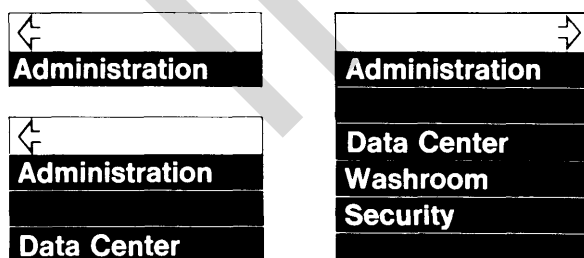 Administration
Administration
Data Center
Administration
Data Center
Washroom
Security